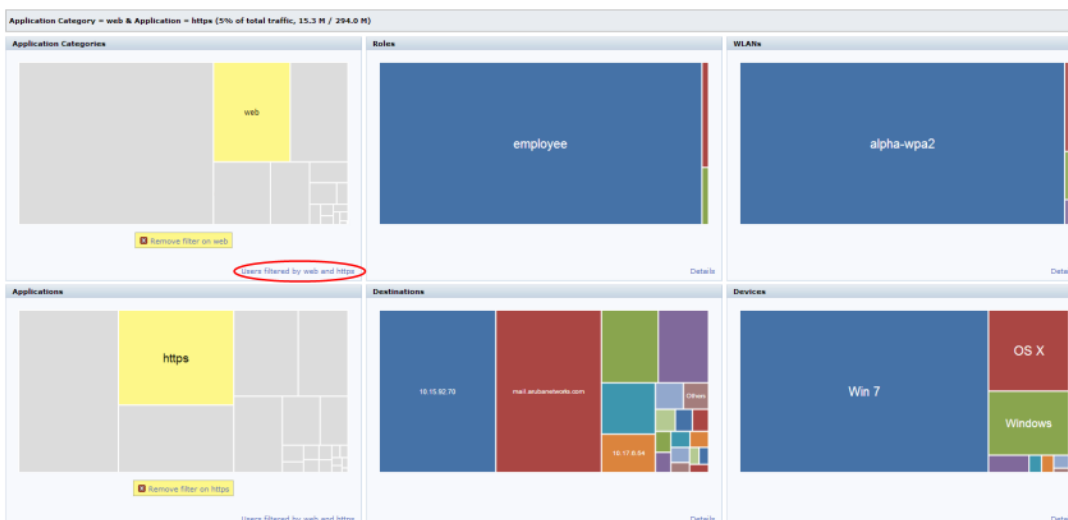 Application Category = web & Application = https (5% of total traffic, 15.3 M / 294.0 M)
Application Categories
web
Remove filter on web
Users filtered by web and https
Roles
employee
Details
WLANs
alpha-wpa2
Detai
Applications
https
Remove filter on https
Users filtered by web and https
Destinations
10.15.92.70
mail.arubanetworks.com
Others
10.17.8.54
Details
Devices
Win 7
OS X
Windows
Detai